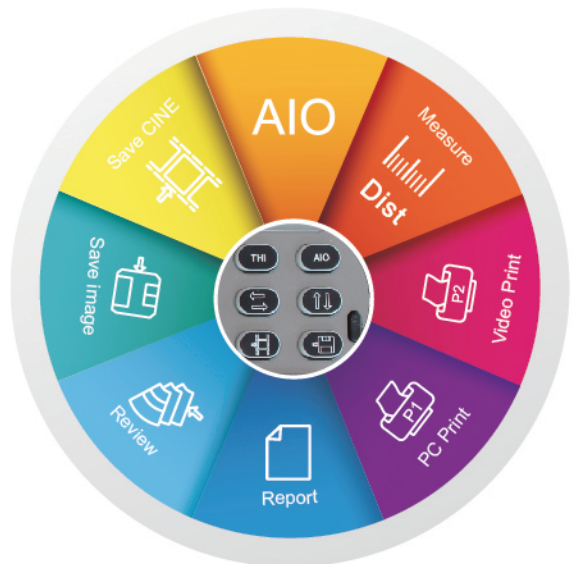 AIO
Measure
Dist
Video Print
P2
PC Print
P1
Report
Review
Save image
Save CINE
THI
AIO